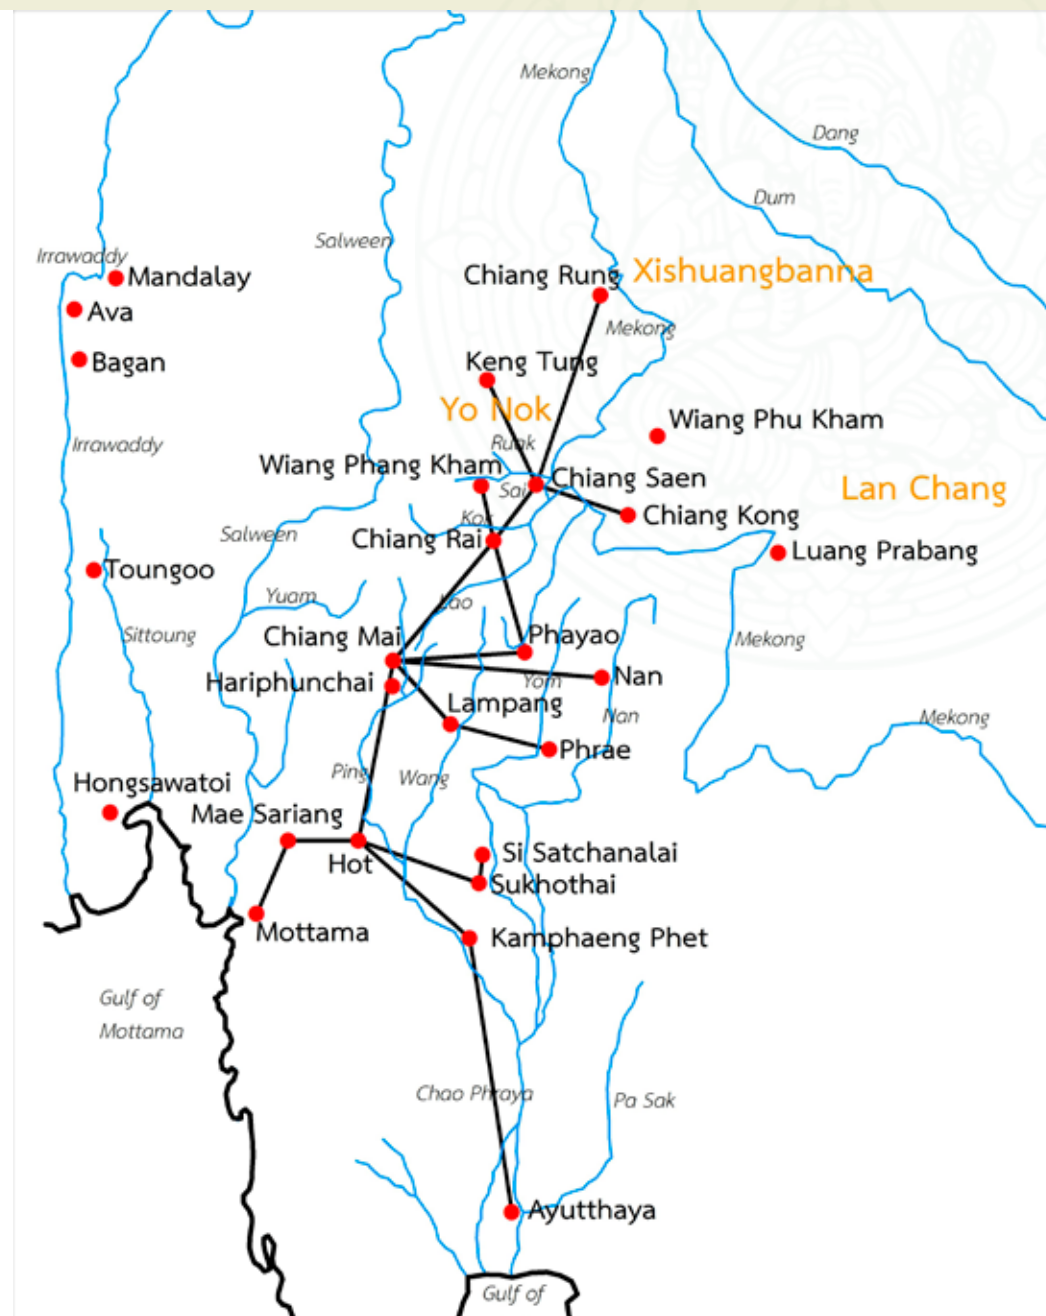 Mekong
Dang
Dum
Salween
Irrawaddy
Mandalay
Chiang Rung
Xishuangbanna
Ava
Mekong
Bagan
Keng Tung
Yo Nok
Wiang Phu Kham
Irrawaddy
Ruak
Wiang Phang Kham
Chiang Saen
Sai
Lan Chang
Kok
Chiang Kong
Salween
Chiang Rai
Luang Prabang
Toungoo
Yuam
Lao
Sittoung
Chiang Mai
Phayao
Mekong
Hariphunchai
Yom
Nan
Lampang
Nan
Mekong
Phrae
Ping
Wang
Hongsawatoi
Mae Sariang
Hot
Si Satchanalai
Sukhothai
Mottama
Kamphaeng Phet
Gulf of
Mottama
Chao Phraya
Pa Sak
Ayutthaya
Gulf of